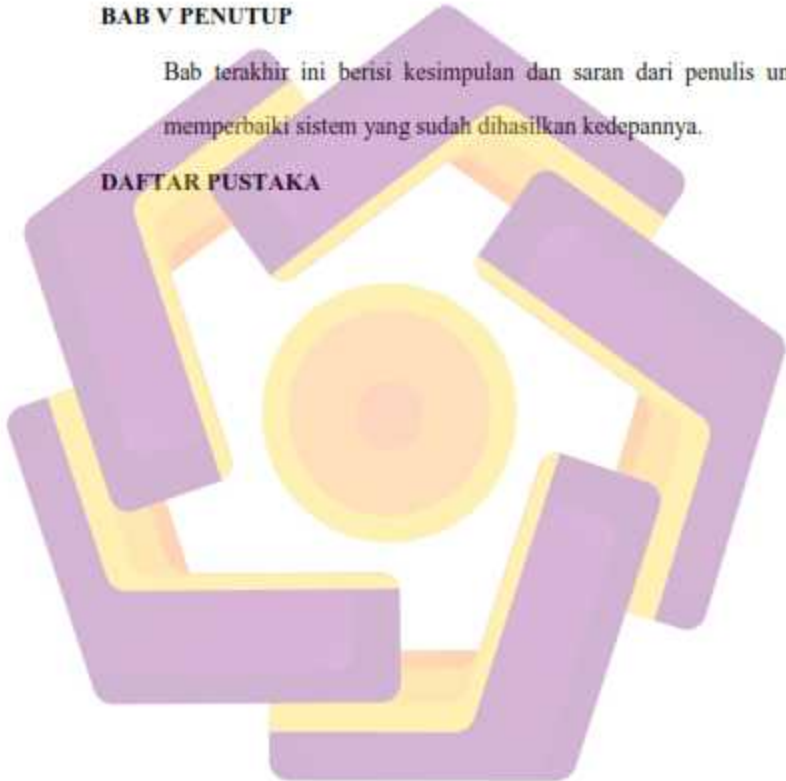 BAB V PENUTUP
Bab terakhir ini berisi kesimpulan dan saran dari penulis
memperbaiki sistem yang sudah dihasilkan kedepannya.
DAFTAR PUSTAKA